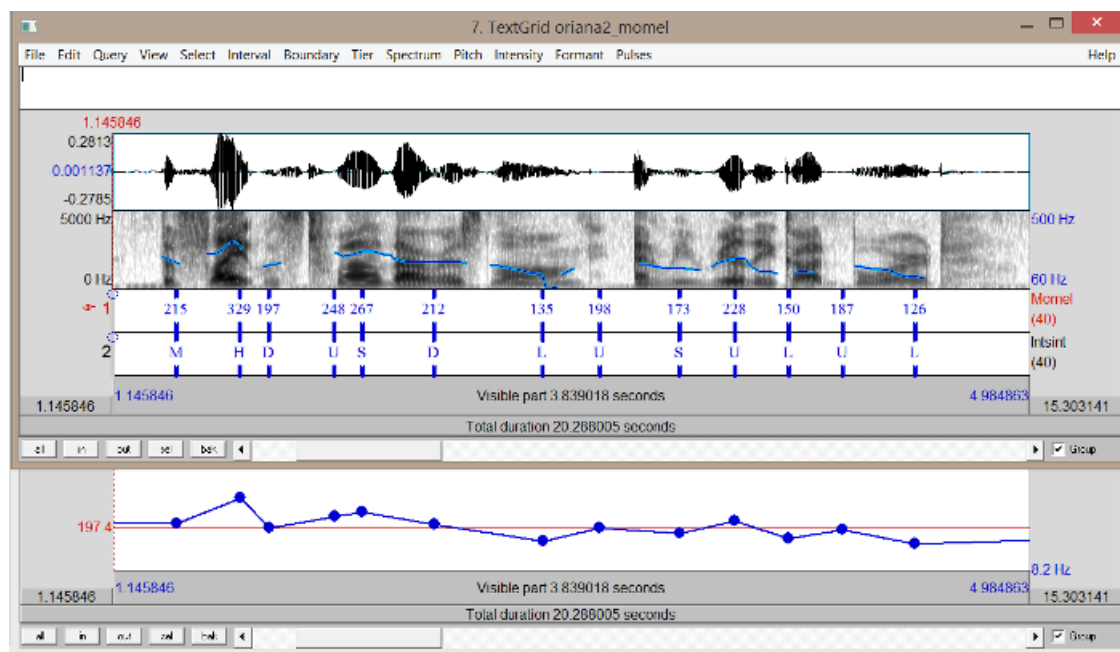 7. TextGrid oriana2_momel
File Edit Query View Select Interval Boundary Tier Spectrum Pitch Intensity Formant Pulses Help
1.145846
0.2813
-0.001137
-0.2785
5000 Hz 500 Hz
0 Hz 60 Hz
1 215 329 197 248 267 212 135 198 173 228 150 187 126 Momel
(40)
2 M H D U S D L U S U L U L Intsint
(40)
1.145846 1.145846 Visible part 3.839018 seconds 4.984863 15.303141
Total duration 20.288005 seconds
all in out sel bak Group
197.4
8.2 Hz
1.145846 1.145846 Visible part 3.839018 seconds 4.984863 15.303141
Total duration 20.288005 seconds
all in out sel bak Group